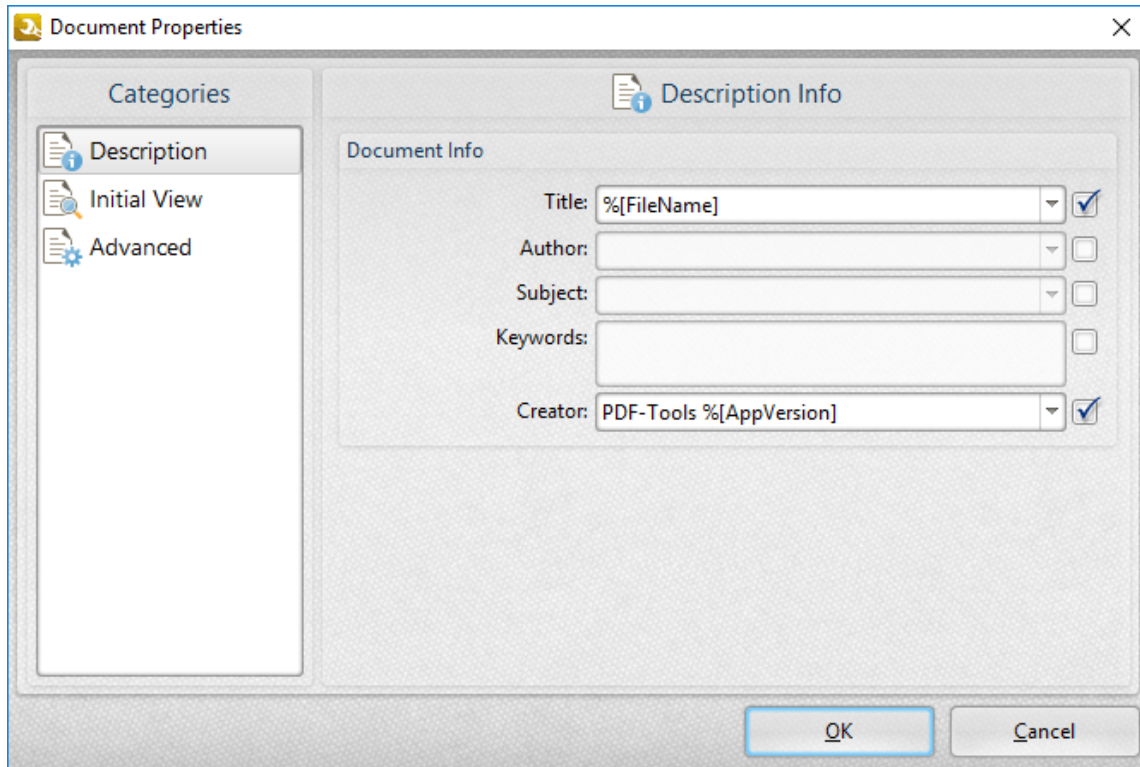 Document Properties
Categories
Description
Initial View
Advanced
Description Info
Document Info
Title: %[FileName]
Author:
Subject:
Keywords:
Creator: PDF-Tools %[AppVersion]
OK
Cancel